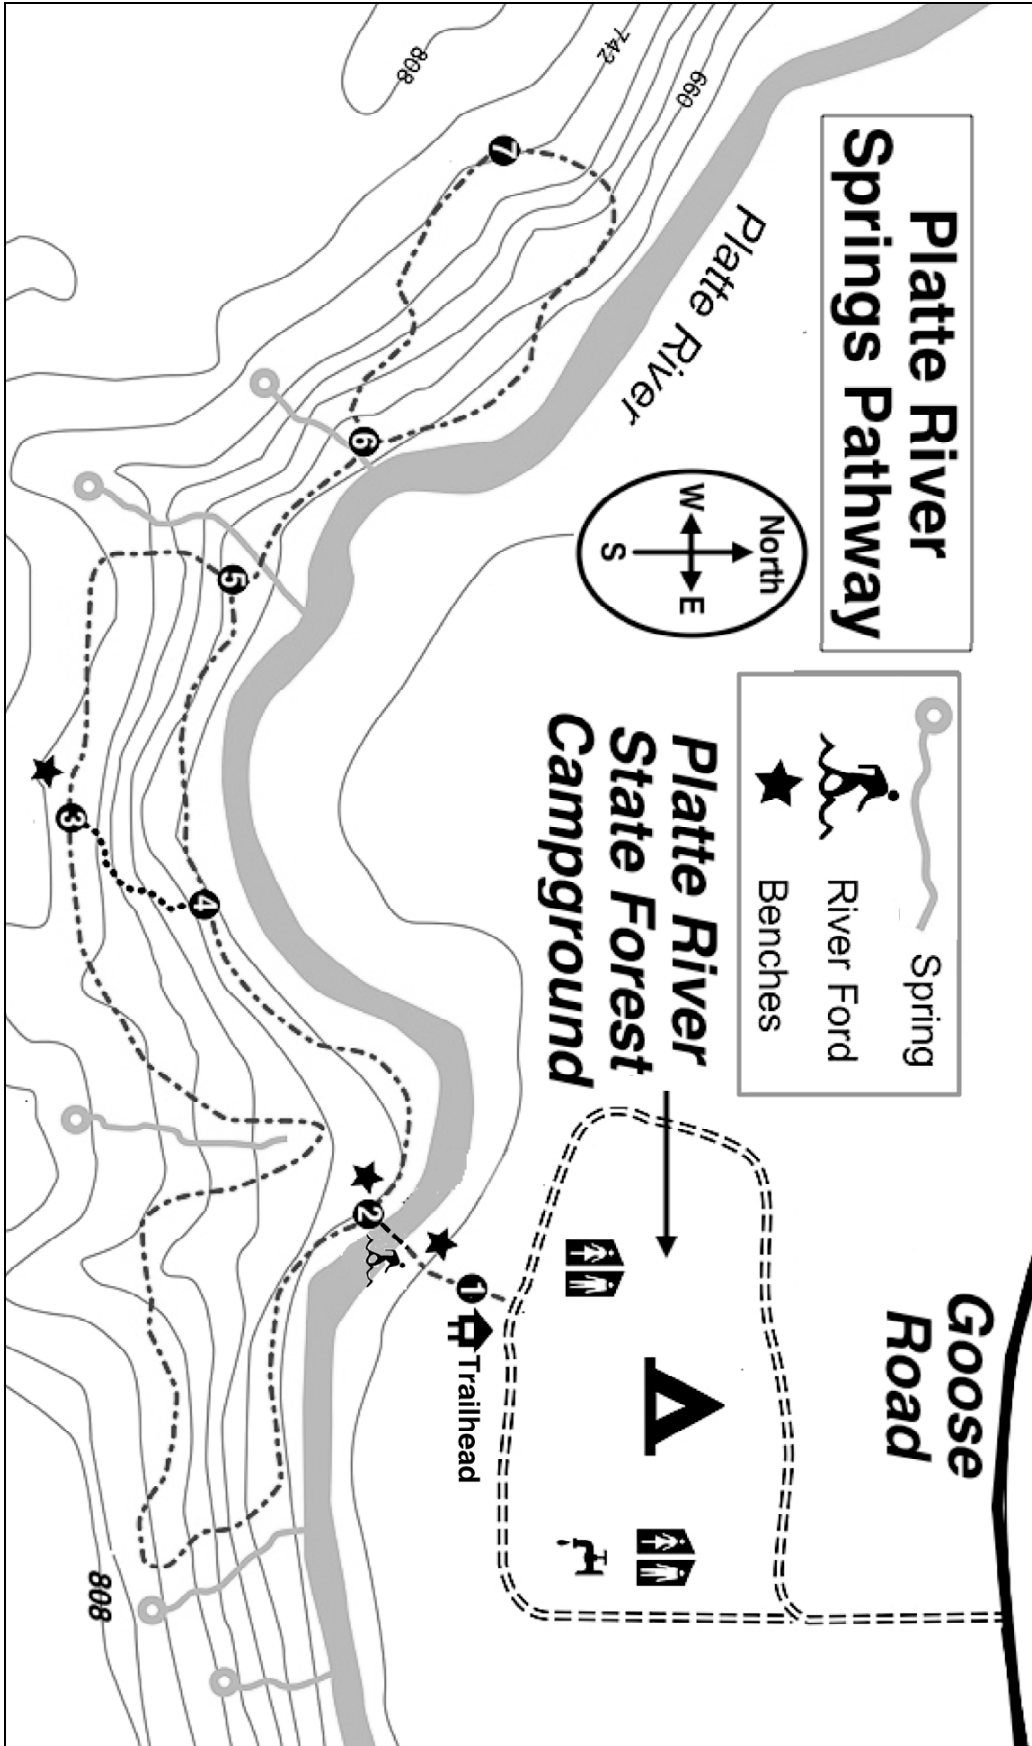 Platte River
Springs Pathway
Spring
River Ford
Benches
North
W
E
S
Platte River
Platte River
State Forest
Campground
Goose
Road
Trailhead
660
742
808
808
1
2
3
4
5
6
7